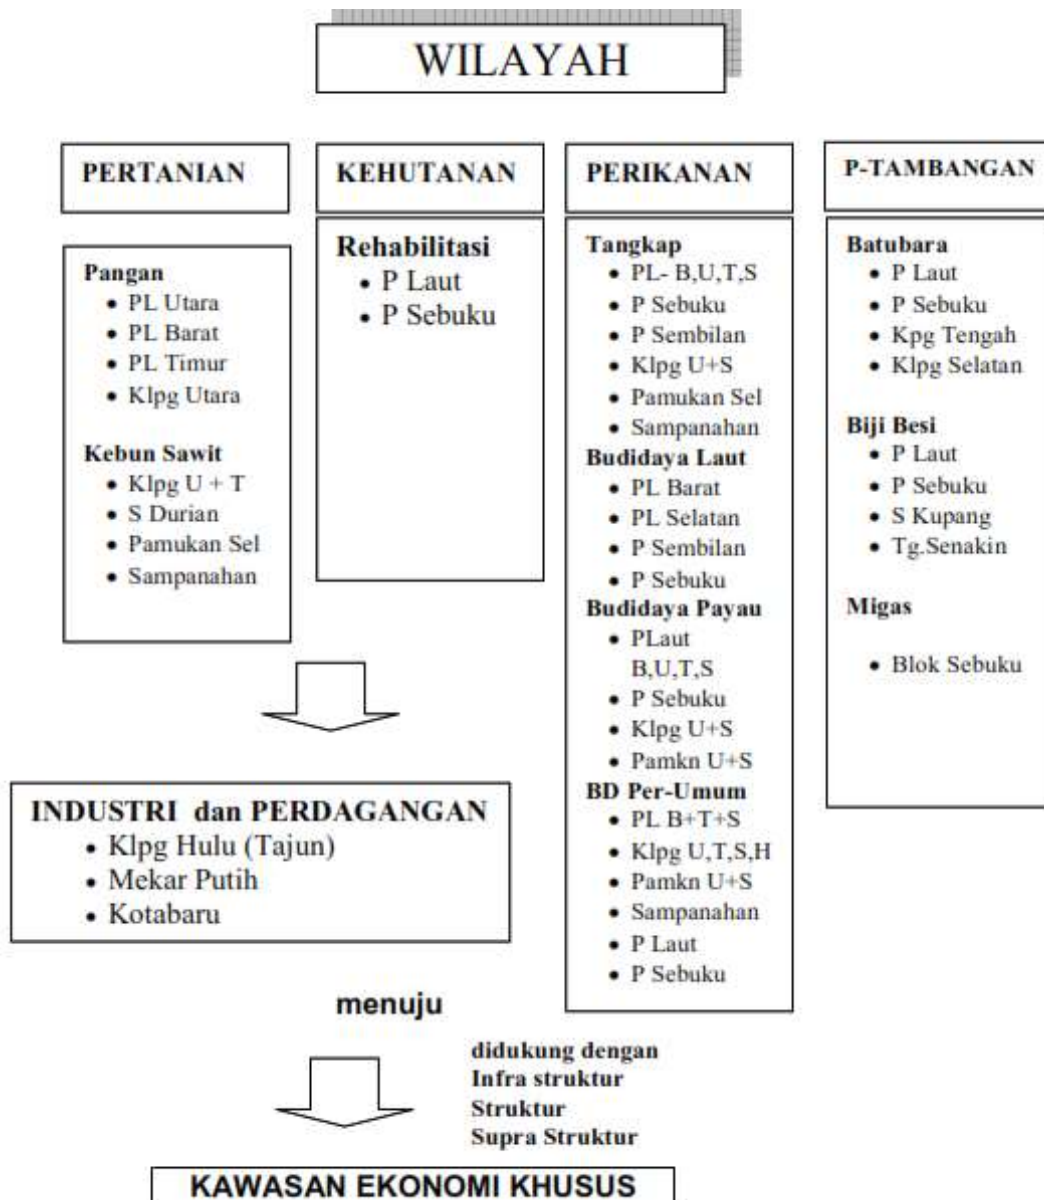 WILAYAH
PERTANIAN
Pangan
• PL Utara
• PL Barat
• PL Timur
• Klpg Utara
Kebun Sawit
• Klpg U + T
• S Durian
• Pamukan Sel
• Sampanahan
KEHUTANAN
Rehabilitasi
• P Laut
• P Sebuku
PERIKANAN
Tangkap
• PL- B,U,T,S
• P Sebuku
• P Sembilan
• Klpg U+S
• Pamukan Sel
• Sampanahan
Budidaya Laut
• PL Barat
• PL Selatan
• P Sembilan
• P Sebuku
Budidaya Payau
• PLaut
B,U,T,S
• P Sebuku
• Klpg U+S
• Pamkn U+S
BD Per-Umum
• PL B+T+S
• Klpg U,T,S,H
• Pamkn U+S
• Sampanahan
• P Laut
• P Sebuku
P-TAMBANGAN
Batubara
• P Laut
• P Sebuku
• Kpg Tengah
• Klpg Selatan
Biji Besi
• P Laut
• P Sebuku
• S Kupang
• Tg.Senakin
Migas
• Blok Sebuku
INDUSTRI dan PERDAGANGAN
• Klpg Hulu (Tajun)
• Mekar Putih
• Kotabaru
menuju
didukung dengan
Infra struktur
Struktur
Supra Struktur
KAWASAN EKONOMI KHUSUS